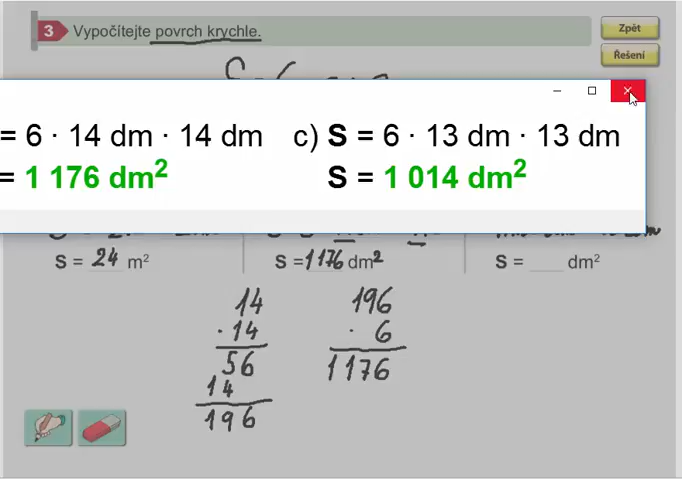 3 Vypočítejte povrch krychle.
Zpět
Řešení
= 6 · 14 dm · 14 dm
c) S = 6 · 13 dm · 13 dm
= 1 176 dm²
S = 1 014 dm²
S = 24 m²
S = 1176 dm²
S = ___ dm²
14
· 14
56
14
196
196
· 6
1176